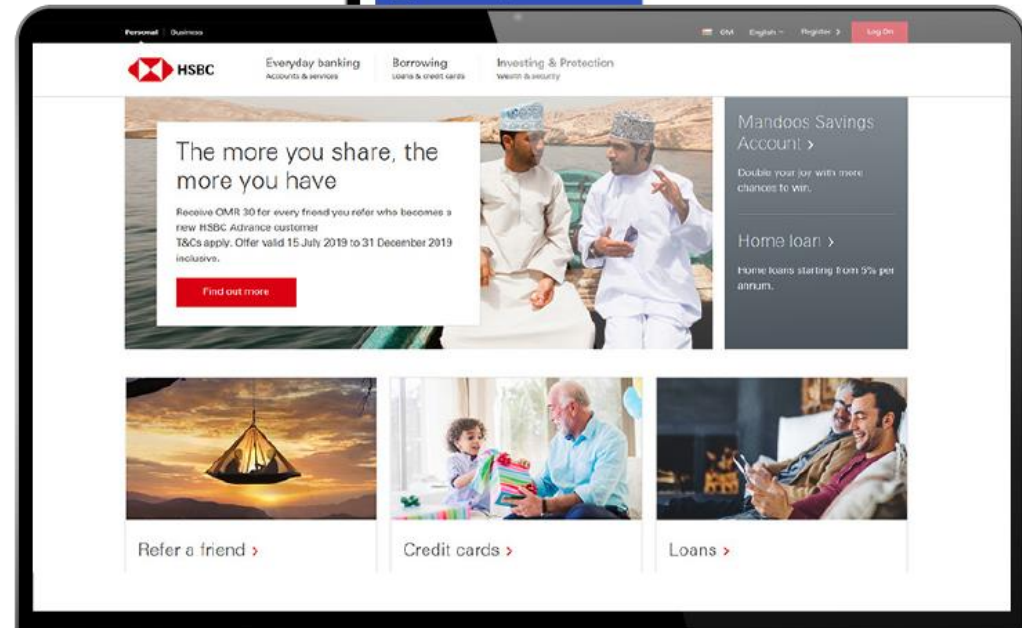 Personal | Business
OM English Register > Log On
HSBC
Everyday banking
Accounts & services
Borrowing
Loans & credit cards
Investing & Protection
Wealth & security
The more you share, the
more you have
Receive OMR 30 for every friend you refer who becomes a
new HSBC Advance customer
T&Cs apply. Offer valid 15 July 2019 to 31 December 2019
inclusive.
Find out more
Mandoos Savings
Account >
Double your joy with more
chances to win.
Home loan >
Home loans starting from 5% per
annum.
Refer a friend >
Credit cards >
Loans >